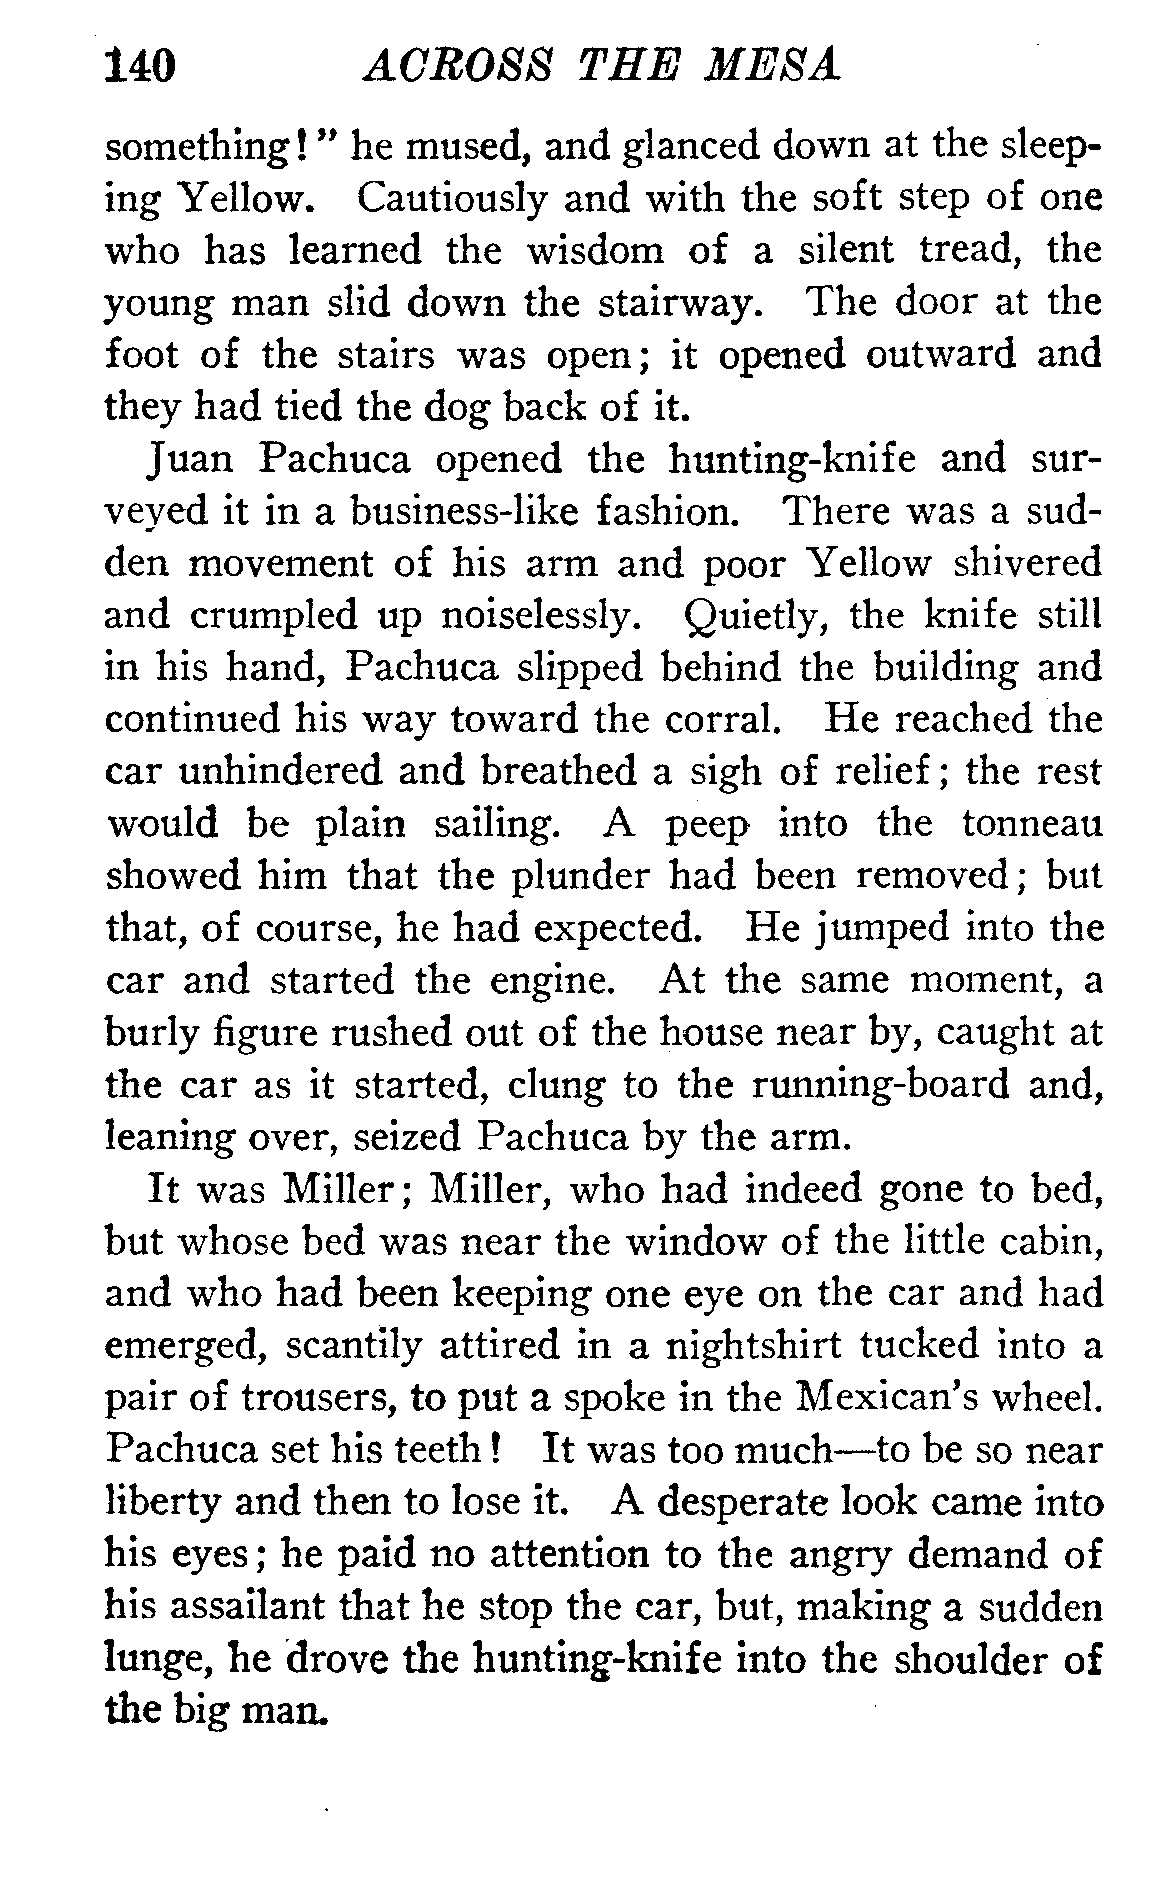 140 ACROSS THE MESA
something!" he mused, and glanced down at the sleep-
ing Yellow. Cautiously and with the soft step of one
who has learned the wisdom of a silent tread, the
young man slid down the stairway. The door at the
foot of the stairs was open; it opened outward and
they had tied the dog back of it.
Juan Pachuca opened the hunting-knife and sur-
veyed it in a business-like fashion. There was a sud-
den movement of his arm and poor Yellow shivered
and crumpled up noiselessly. Quietly, the knife still
in his hand, Pachuca slipped behind the building and
continued his way toward the corral. He reached the
car unhindered and breathed a sigh of relief; the rest
would be plain sailing. A peep into the tonneau
showed him that the plunder had been removed; but
that, of course, he had expected. He jumped into the
car and started the engine. At the same moment, a
burly figure rushed out of the house near by, caught at
the car as it started, clung to the running-board and,
leaning over, seized Pachuca by the arm.
It was Miller; Miller, who had indeed gone to bed,
but whose bed was near the window of the little cabin,
and who had been keeping one eye on the car and had
emerged, scantily attired in a nightshirt tucked into a
pair of trousers, to put a spoke in the Mexican's wheel.
Pachuca set his teeth! It was too much—to be so near
liberty and then to lose it. A desperate look came into
his eyes; he paid no attention to the angry demand of
his assailant that he stop the car, but, making a sudden
lunge, he drove the hunting-knife into the shoulder of
the big man.